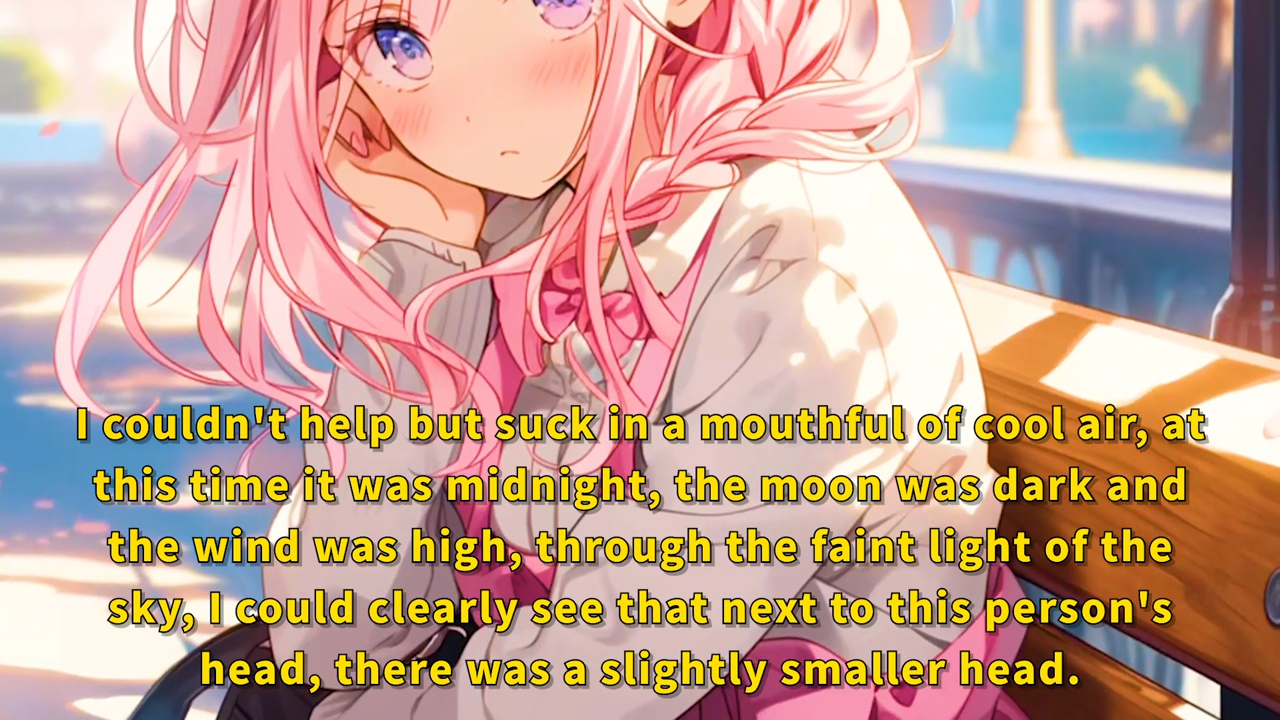 I couldn't help but suck in a mouthful of cool air, at
this time it was midnight, the moon was dark and
the wind was high, through the faint light of the
sky, I could clearly see that next to this person's
head, there was a slightly smaller head.